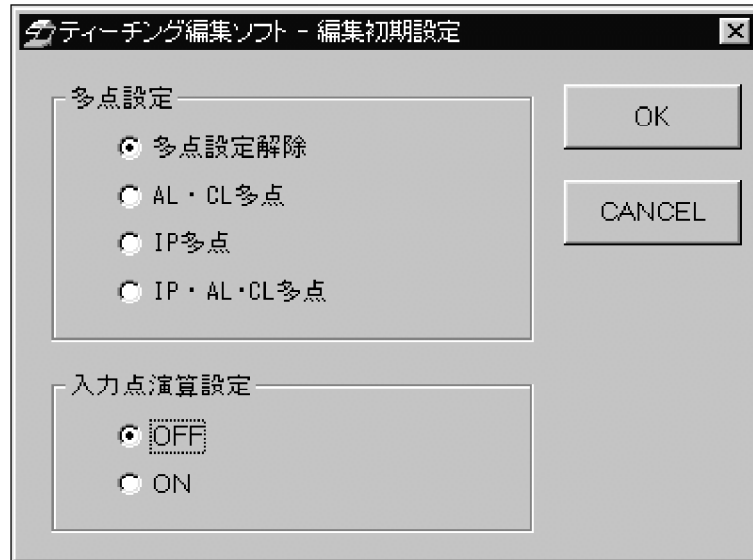 ティーチング編集ソフト - 編集初期設定
多点設定
多点設定解除
AL・CL多点
IP多点
IP・AL・CL多点
OK
CANCEL
入力点演算設定
OFF
ON